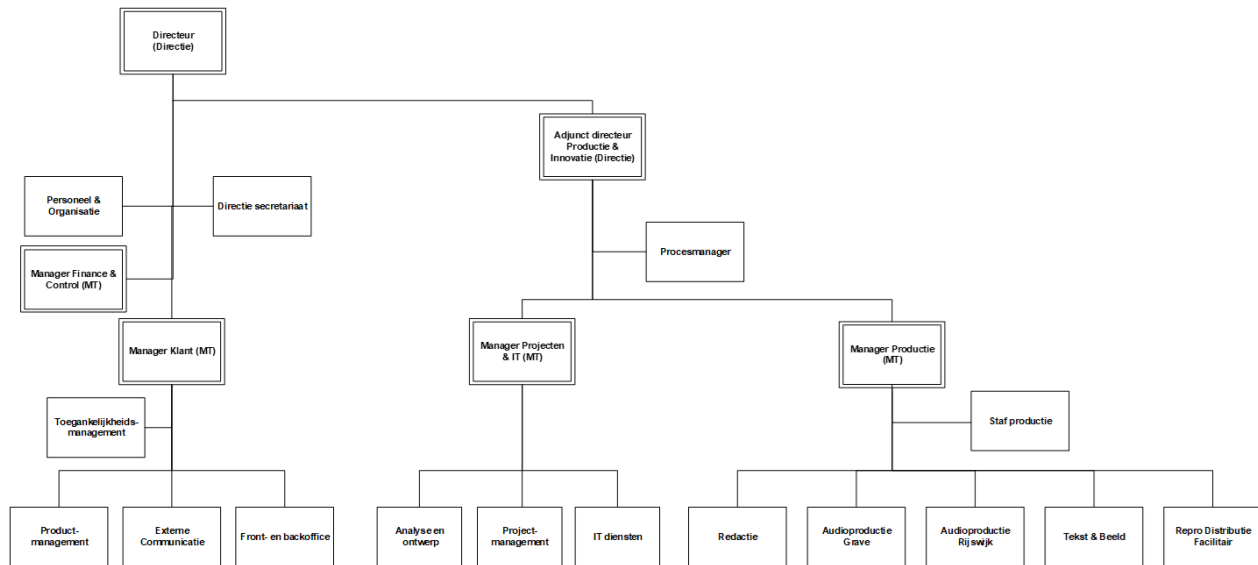 Directeur
(Directie)
Adjunct directeur
Productie &
Innovatie (Directie)
Personeel &
Organisatie
Directie secretariaat
Procesmanager
Manager Finance &
Control (MT)
Manager Klant (MT)
Manager Projecten
& IT (MT)
Manager Productie
(MT)
Toegankelijkheids-
management
Staf productie
Product-
management
Externe
Communicatie
Front- en backoffice
Analyse en
ontwerp
Project-
management
IT diensten
Redactie
Audioproductie
Grave
Audioproductie
Rijswijk
Tekst & Beeld
Repro Distributie
Facilitair